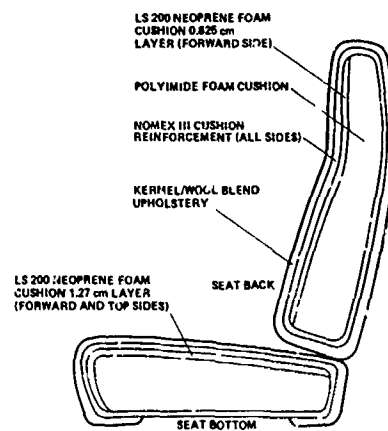 LS 200 NEOPRENE FOAM
CUSHION 0.625 cm
LAYER (FORWARD SIDE)
POLYIMIDE FOAM CUSHION
NOMEX III CUSHION
REINFORCEMENT (ALL SIDES)
KERMEL/WOOL BLEND
UPHOLSTERY
LS 200 NEOPRENE FOAM
CUSHION 1.27 cm LAYER
(FORWARD AND TOP SIDES)
SEAT BACK
SEAT BOTTOM